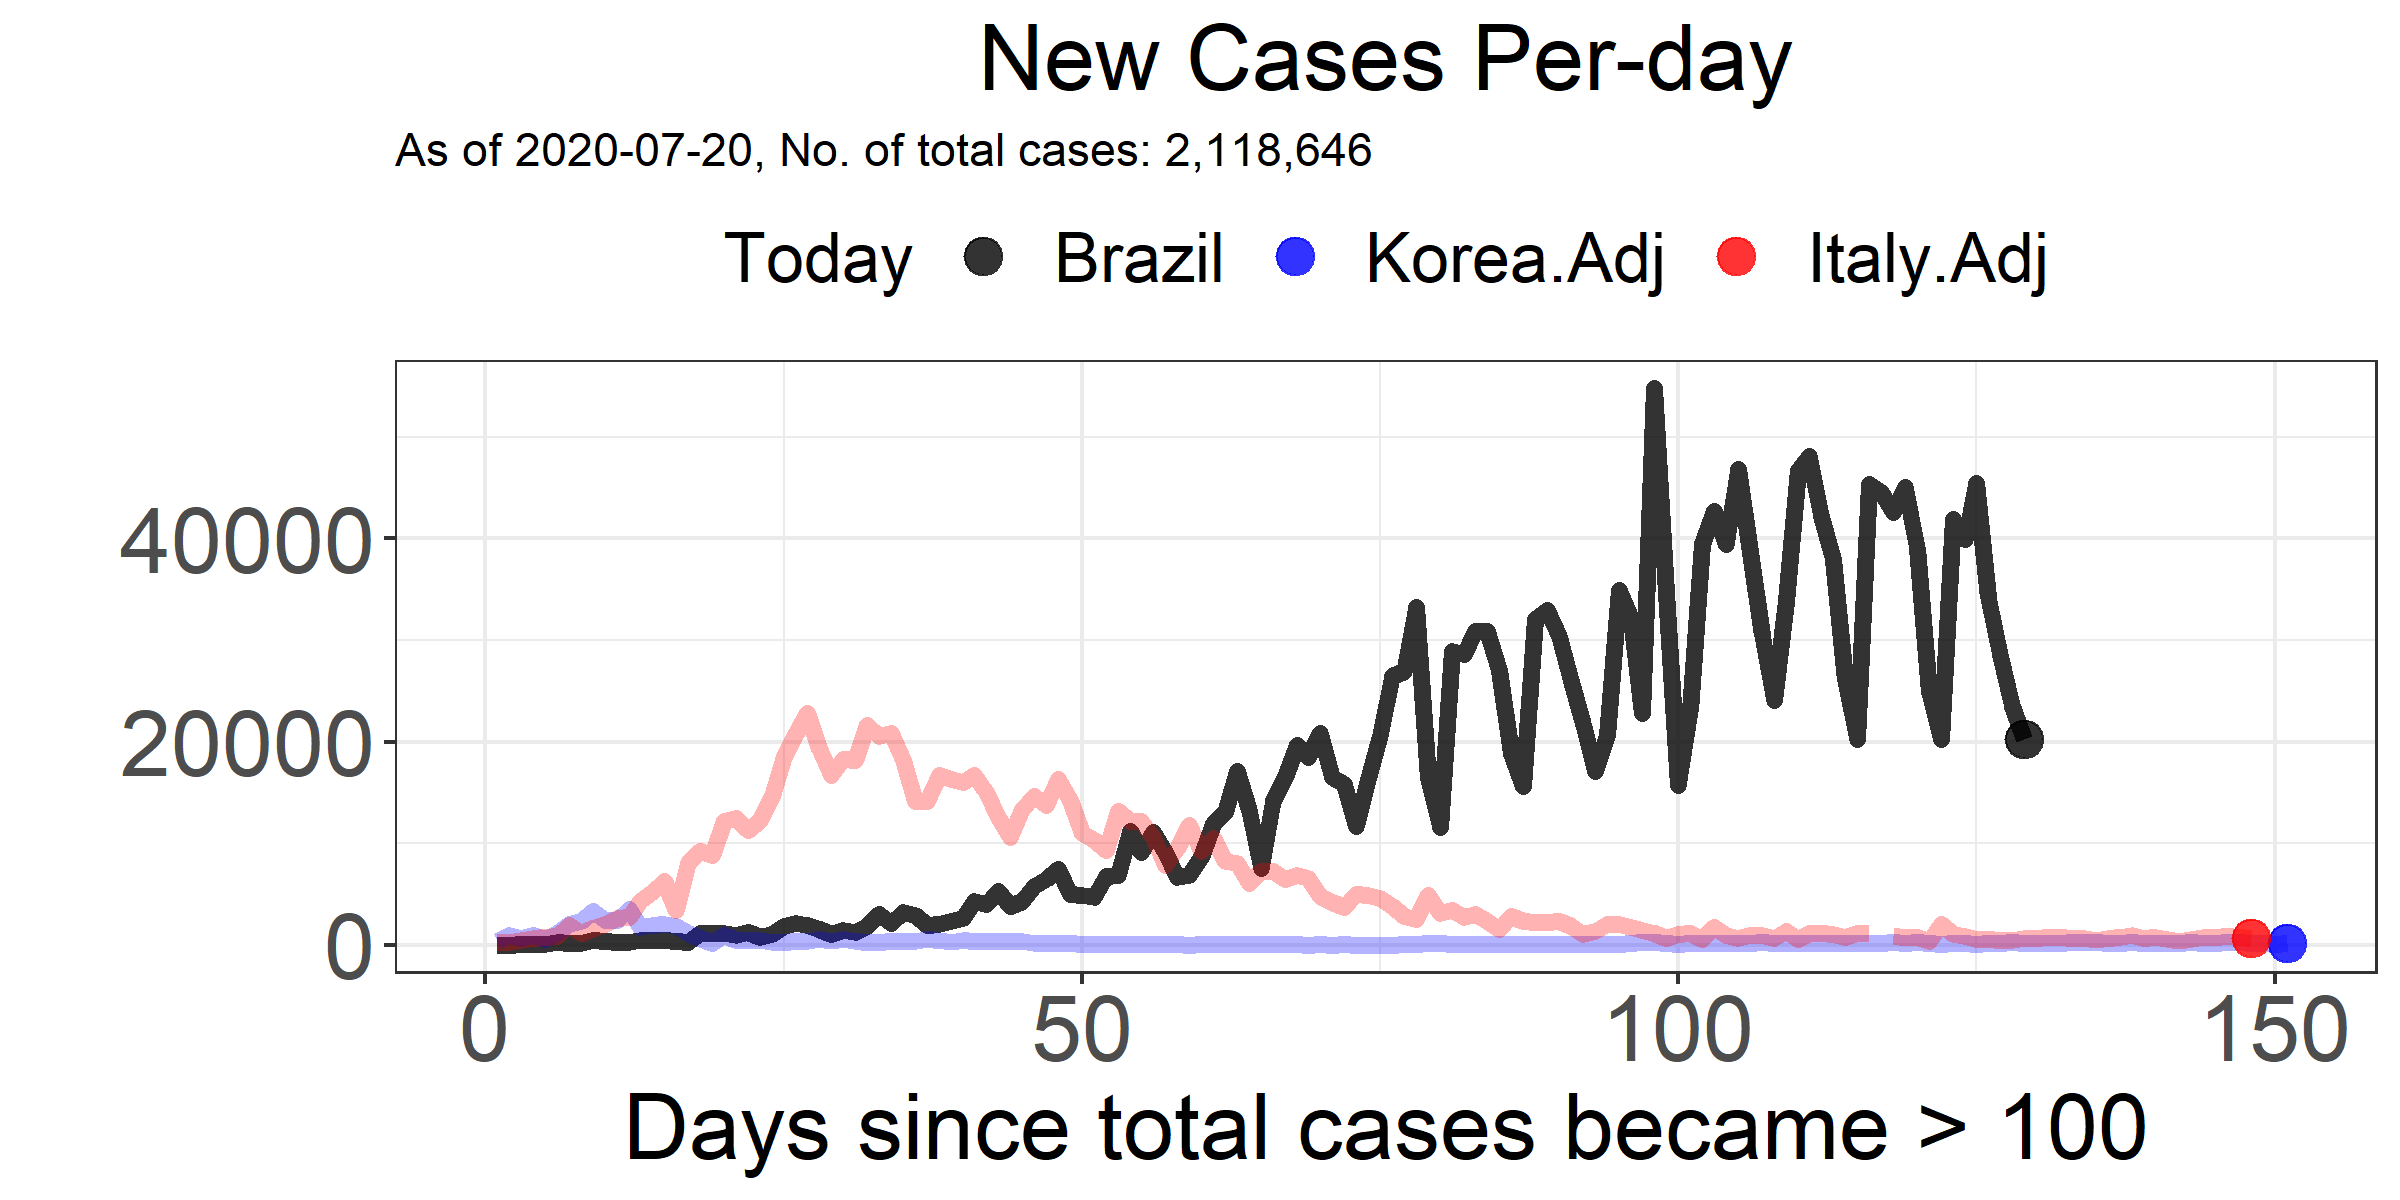 New Cases Per-day
As of 2020-07-20, No. of total cases: 2,118,646
Today Brazil Korea.Adj Italy.Adj
40000
20000
0
0 50 100 150
Days since total cases became > 100